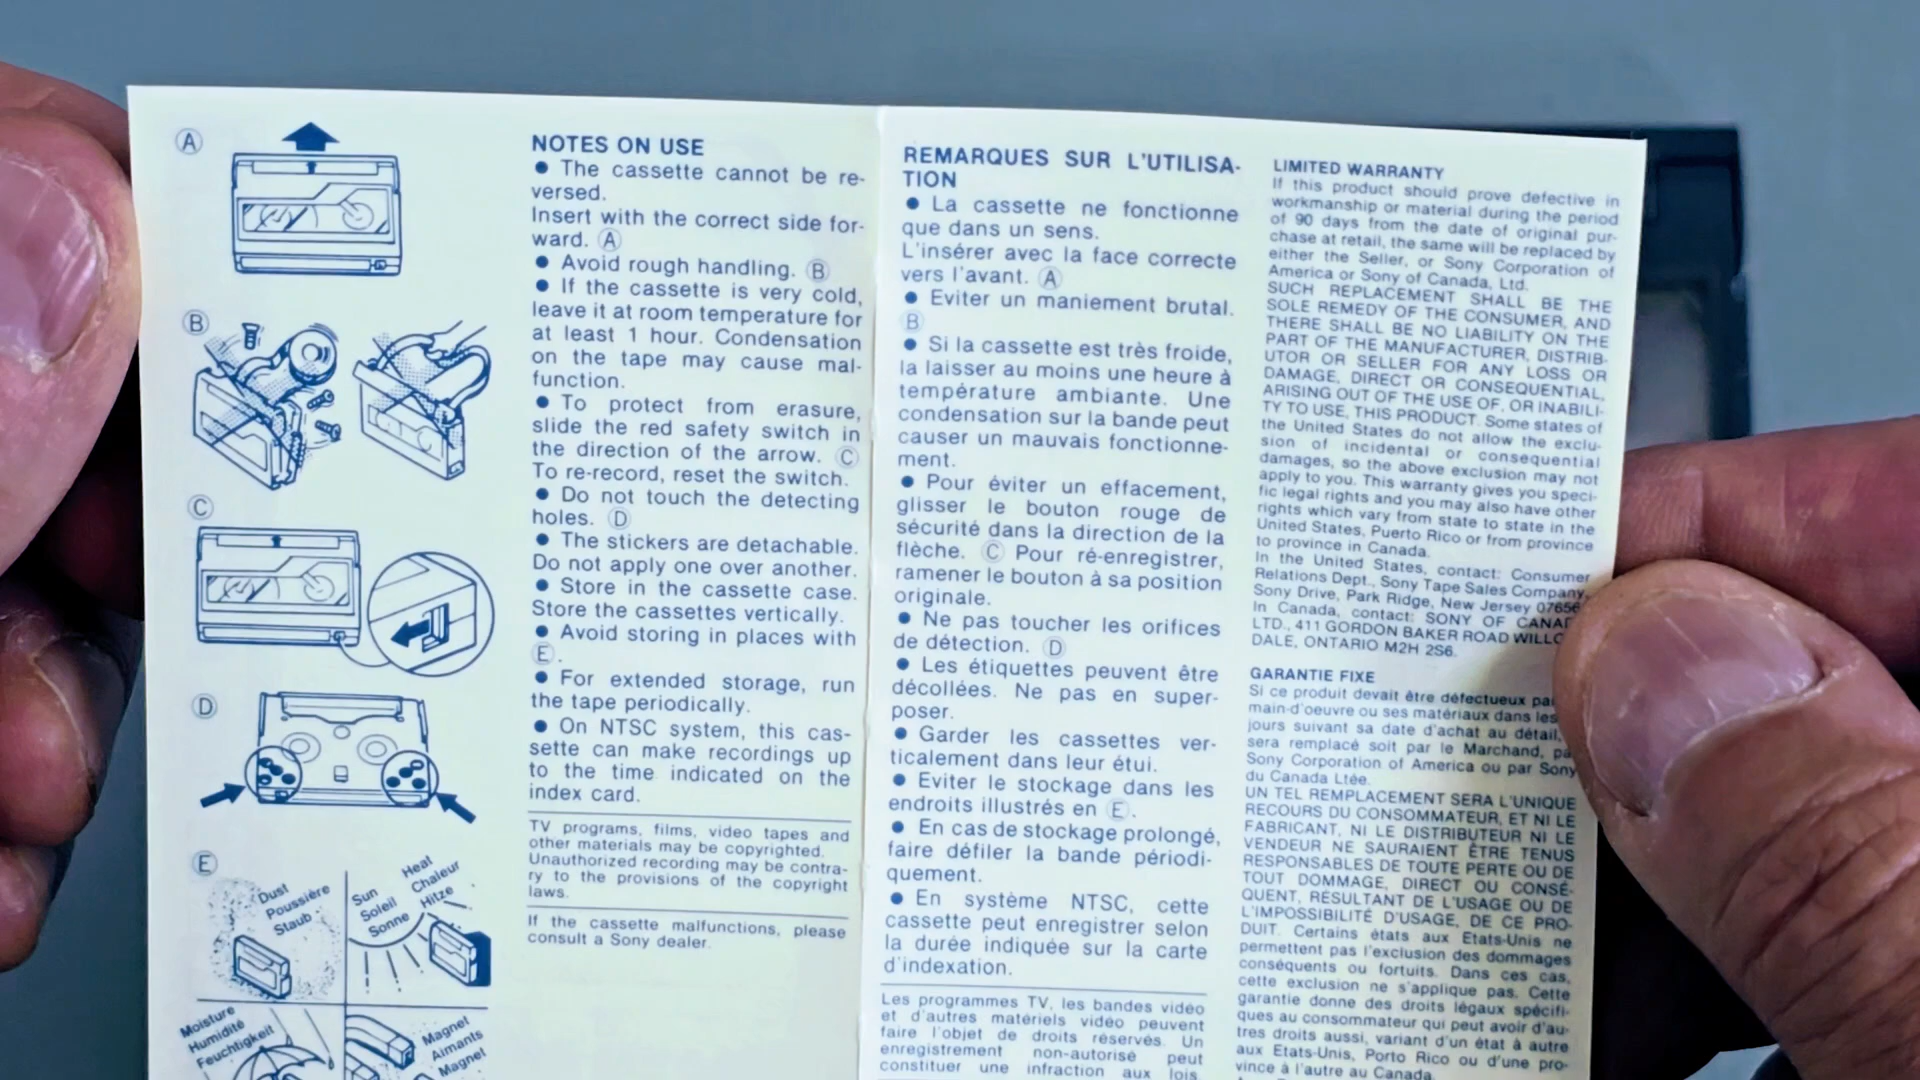 A
B
C
D
E
Dust
Poussière
Staub
Sun
Soleil
Sonne
Heat
Chaleur
Hitze
Moisture
Humidité
Feuchtigkeit
Magnet
Aimants
Magnet
NOTES ON USE
● The cassette cannot be re-
versed.
Insert with the correct side for-
ward. Ⓐ
● Avoid rough handling. Ⓑ
● If the cassette is very cold,
leave it at room temperature for
at least 1 hour. Condensation
on the tape may cause mal-
function.
● To protect from erasure,
slide the red safety switch in
the direction of the arrow. Ⓒ
To re-record, reset the switch.
● Do not touch the detecting
holes. Ⓓ
● The stickers are detachable.
Do not apply one over another.
● Store in the cassette case.
Store the cassettes vertically.
● Avoid storing in places with
Ⓔ.
● For extended storage, run
the tape periodically.
● On NTSC system, this cas-
sette can make recordings up
to the time indicated on the
index card.
TV programs, films, video tapes and
other materials may be copyrighted.
Unauthorized recording may be contra-
ry to the provisions of the copyright
laws.
If the cassette malfunctions, please
consult a Sony dealer.
REMARQUES SUR L'UTILISA-
TION
● La cassette ne fonctionne
que dans un sens.
L'insérer avec la face correcte
vers l'avant. Ⓐ
● Eviter un maniement brutal.
Ⓑ
● Si la cassette est très froide,
la laisser au moins une heure à
température ambiante. Une
condensation sur la bande peut
causer un mauvais fonctionne-
ment.
● Pour éviter un effacement,
glisser le bouton rouge de
sécurité dans la direction de la
flèche. Ⓒ Pour ré-enregistrer,
ramener le bouton à sa position
originale.
● Ne pas toucher les orifices
de détection. Ⓓ
● Les étiquettes peuvent être
décollées. Ne pas en super-
poser.
● Garder les cassettes ver-
ticalement dans leur étui.
● Eviter le stockage dans les
endroits illustrés en Ⓔ.
● En cas de stockage prolongé,
faire défiler la bande périodi-
quement.
● En système NTSC, cette
cassette peut enregistrer selon
la durée indiquée sur la carte
d'indexation.
Les programmes TV, les bandes vidéo
et d'autres matériels vidéo peuvent
faire l'objet de droits réservés. Un
enregistrement non-autorisé peut
constituer une infraction aux lois
LIMITED WARRANTY
If this product should prove defective in
workmanship or material during the period
of 90 days from the date of original pur-
chase at retail, the same will be replaced by
either the Seller, or Sony Corporation of
America or Sony of Canada, Ltd.
SUCH REPLACEMENT SHALL BE THE
SOLE REMEDY OF THE CONSUMER, AND
THERE SHALL BE NO LIABILITY ON THE
PART OF THE MANUFACTURER, DISTRIB-
UTOR OR SELLER FOR ANY LOSS OR
DAMAGE, DIRECT OR CONSEQUENTIAL,
ARISING OUT OF THE USE OF, OR INABILI-
TY TO USE, THIS PRODUCT. Some states of
the United States do not allow the exclu-
sion of incidental or consequential
damages, so the above exclusion may not
apply to you. This warranty gives you speci-
fic legal rights and you may also have other
rights which vary from state to state in the
United States, Puerto Rico or from province
to province in Canada.
In the United States, contact: Consumer
Relations Dept., Sony Tape Sales Company,
Sony Drive, Park Ridge, New Jersey 07656
In Canada, contact: SONY OF CANAD
LTD., 411 GORDON BAKER ROAD WILLO
DALE, ONTARIO M2H 2S6.
GARANTIE FIXE
Si ce produit devait être défectueux pa
main-d'oeuvre ou ses matériaux dans les
jours suivant sa date d'achat au détail,
sera remplacé soit par le Marchand, pa
Sony Corporation of America ou par Sony
du Canada Ltée.
UN TEL REMPLACEMENT SERA L'UNIQUE
RECOURS DU CONSOMMATEUR, ET NI LE
FABRICANT, NI LE DISTRIBUTEUR NI LE
VENDEUR NE SAURAIENT ÊTRE TENUS
RESPONSABLES DE TOUTE PERTE OU DE
TOUT DOMMAGE, DIRECT OU CONSÉ-
QUENT, RÉSULTANT DE L'USAGE OU DE
L'IMPOSSIBILITÉ D'USAGE, DE CE PRO-
DUIT. Certains états aux Etats-Unis ne
permettent pas l'exclusion des dommages
conséquents ou fortuits. Dans ces cas,
cette exclusion ne s'applique pas. Cette
garantie donne des droits légaux spécifi-
ques au consommateur qui peut avoir d'au-
tres droits aussi, variant d'un état à autre
aux Etats-Unis, Porto Rico ou d'une pro-
vince à l'autre au Canada.